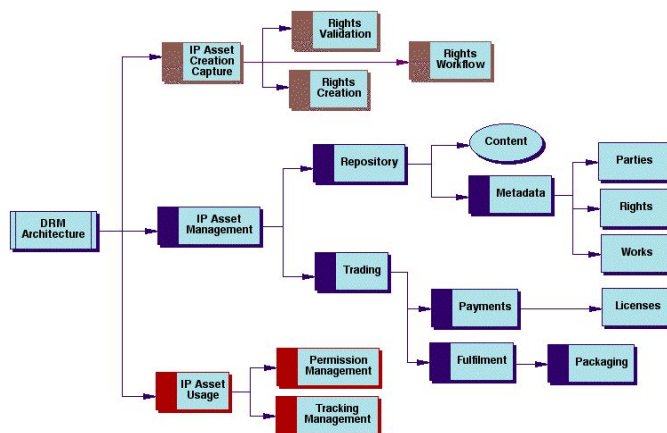 Rights
Validation
IP Asset
Creation
Capture
Rights
Workflow
Rights
Creation
Content
Repository
Parties
Metadata
Rights
DRM
Architecture
IP Asset
Management
Works
Trading
Payments
Licenses
Permission
Management
Fulfilment
Packaging
IP Asset
Usage
Tracking
Management